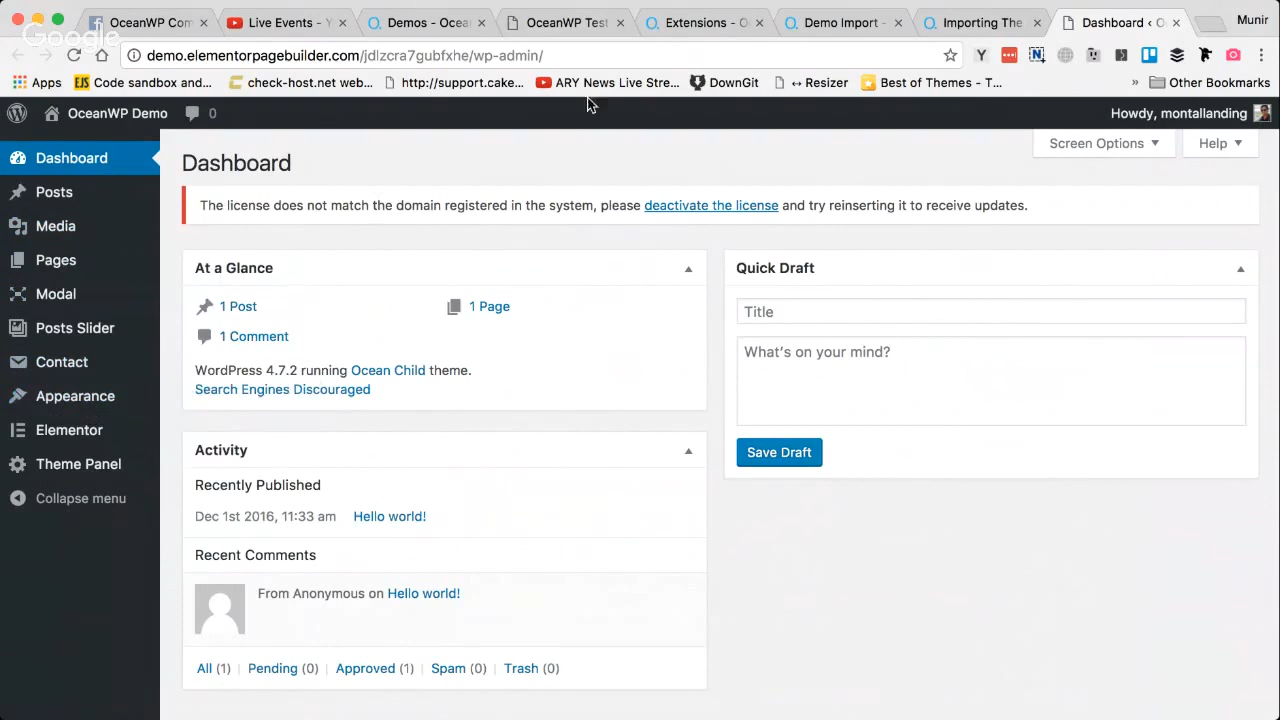 OceanWP Com
Live Events - Y
Demos - Ocea
OceanWP Test
Extensions - O
Demo Import -
Importing The
Dashboard ‹ O
Munir
Google
demo.elementorpagebuilder.com/jdlzcra7gubfxhe/wp-admin/
Apps
EJS Code sandbox and...
check-host.net web...
http://support.cake...
ARY News Live Stre...
DownGit
↔ Resizer
Best of Themes - T...
» Other Bookmarks
OceanWP Demo
0
Howdy, montallanding
Dashboard
Posts
Media
Pages
Modal
Posts Slider
Contact
Appearance
Elementor
Theme Panel
Collapse menu
Screen Options
Help
Dashboard
The license does not match the domain registered in the system, please deactivate the license and try reinserting it to receive updates.
At a Glance
1 Post
1 Page
1 Comment
WordPress 4.7.2 running Ocean Child theme.
Search Engines Discouraged
Activity
Recently Published
Dec 1st 2016, 11:33 am Hello world!
Recent Comments
From Anonymous on Hello world!
All (1) | Pending (0) | Approved (1) | Spam (0) | Trash (0)
Quick Draft
Title
What's on your mind?
Save Draft